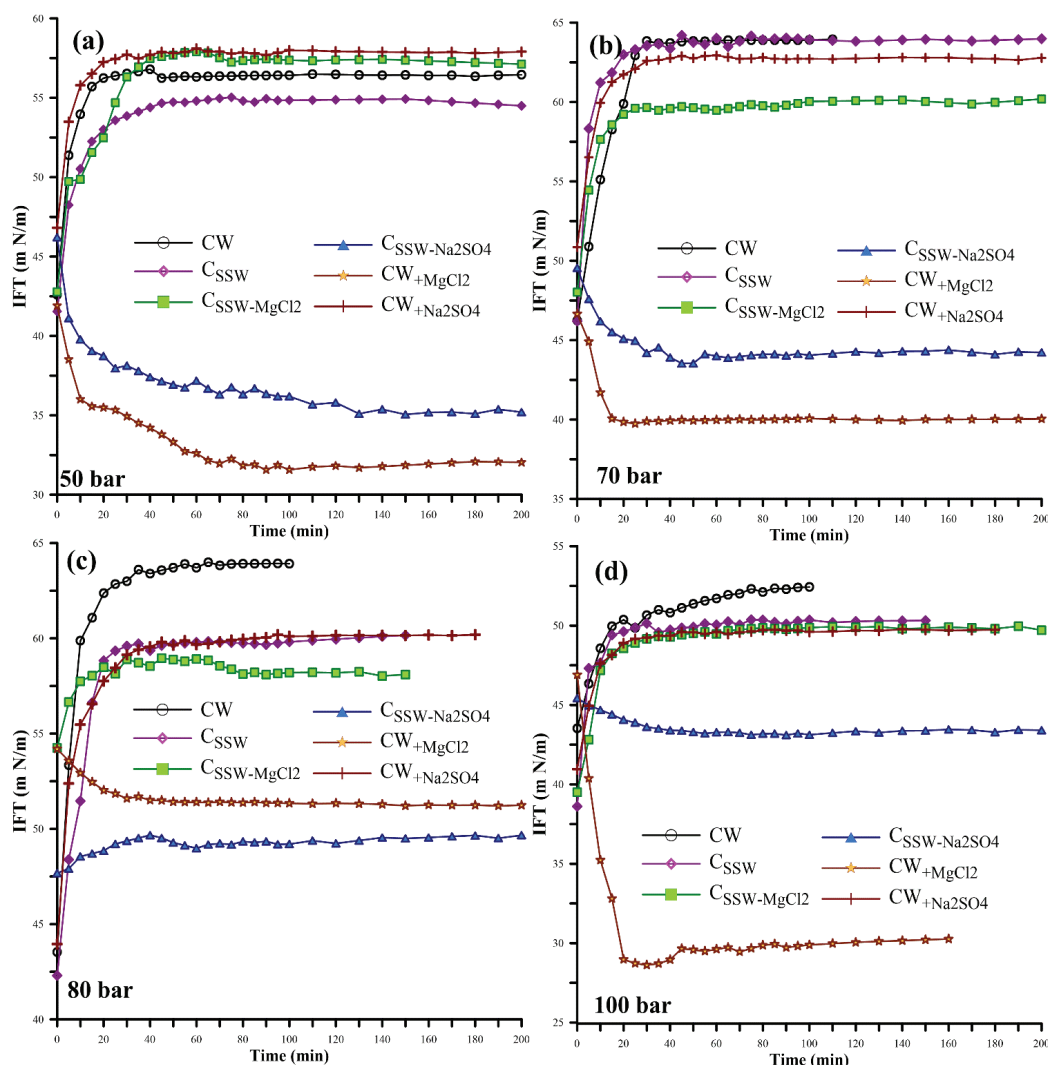 (a)
60
55
50
45
40
35
30
IFT (m N/m)
CW
CSSW
CSSW-MgCl2
CSSW-Na2SO4
CW+MgCl2
CW+Na2SO4
50 bar
0 20 40 60 80 100 120 140 160 180 200
Time (min)
(b)
65
60
55
50
45
40
35
IFT (m N/m)
CW
CSSW
CSSW-MgCl2
CSSW-Na2SO4
CW+MgCl2
CW+Na2SO4
70 bar
0 20 40 60 80 100 120 140 160 180 200
Time (min)
(c)
65
60
55
50
45
40
IFT (m N/m)
CW
CSSW
CSSW-MgCl2
CSSW-Na2SO4
CW+MgCl2
CW+Na2SO4
80 bar
0 20 40 60 80 100 120 140 160 180 200
Time (min)
(d)
55
50
45
40
35
30
25
IFT (m N/m)
CW
CSSW
CSSW-MgCl2
CSSW-Na2SO4
CW+MgCl2
CW+Na2SO4
100 bar
0 20 40 60 80 100 120 140 160 180 200
Time (min)